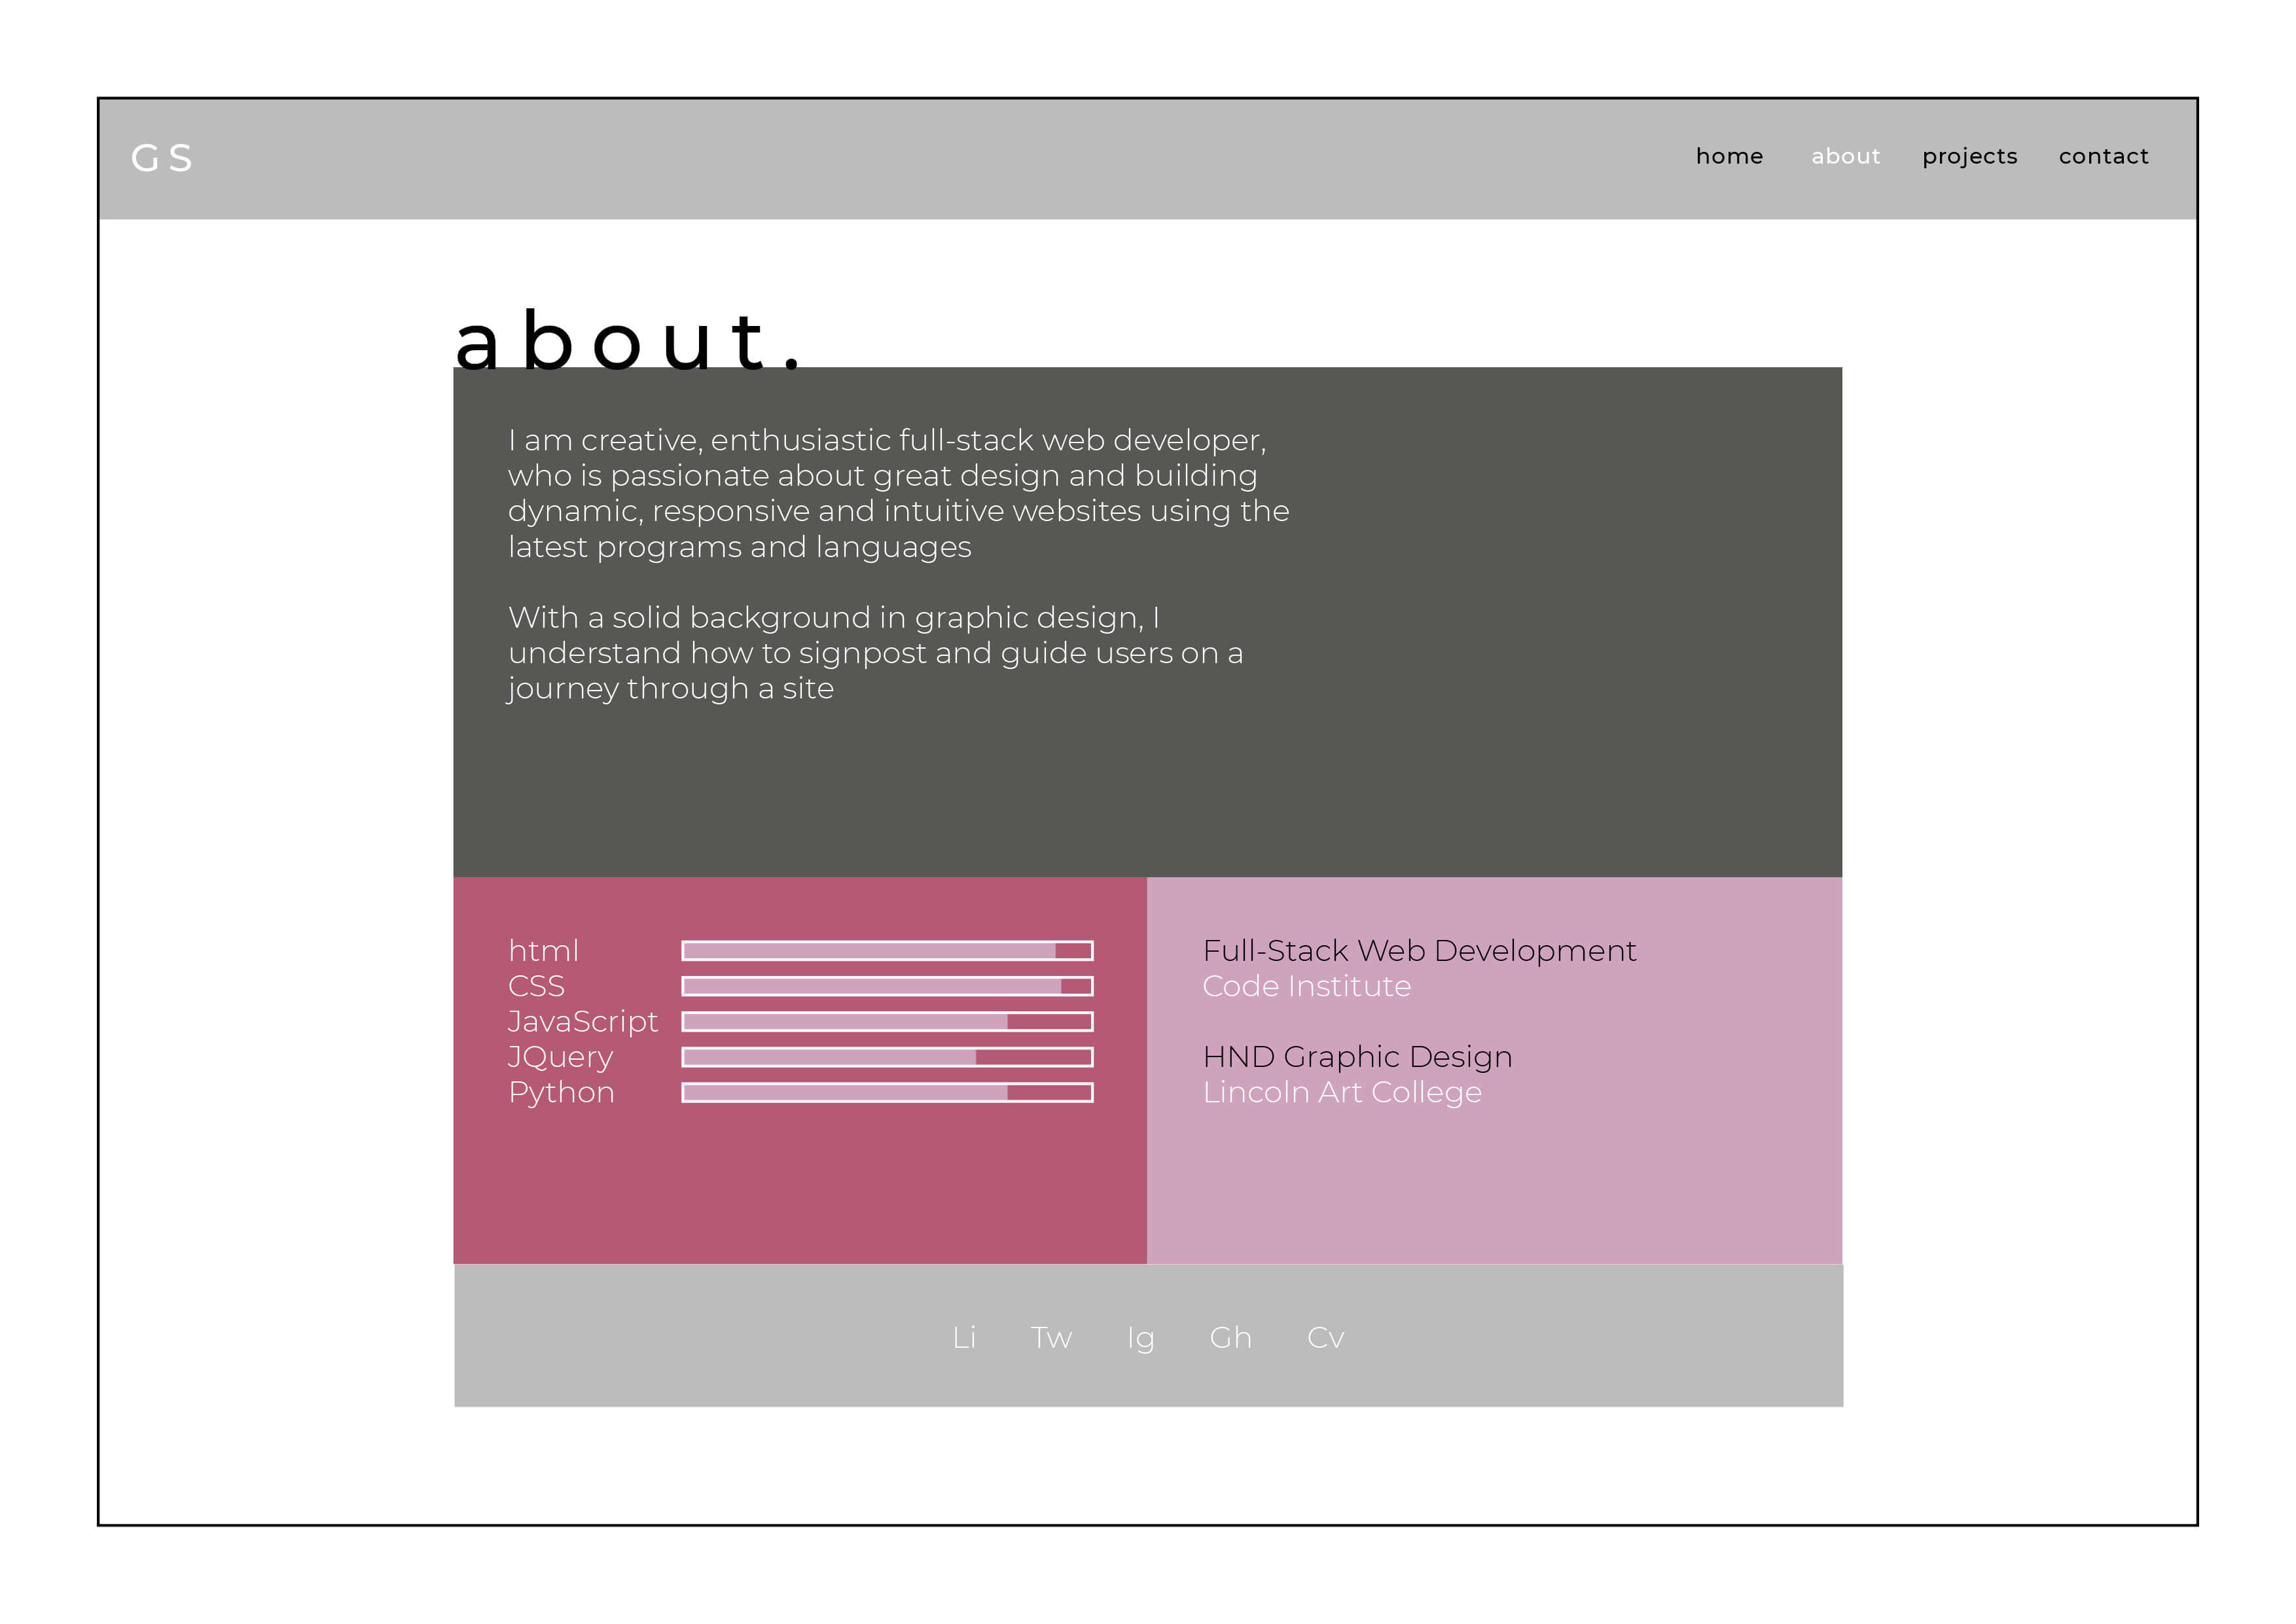 GS
home about projects contact
about.
I am creative, enthusiastic full-stack web developer,
who is passionate about great design and building
dynamic, responsive and intuitive websites using the
latest programs and languages
With a solid background in graphic design, I
understand how to signpost and guide users on a
journey through a site
html
CSS
JavaScript
JQuery
Python
Full-Stack Web Development
Code Institute
HND Graphic Design
Lincoln Art College
Li Tw Ig Gh Cv